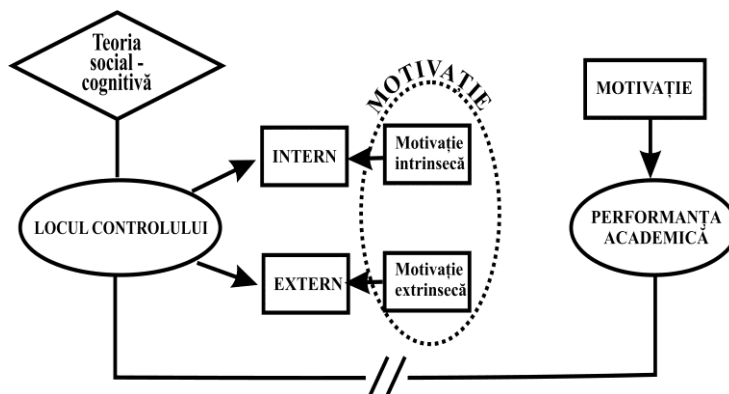 Teoria
social -
cognitivă
MOTIVAȚIE
MOTIVAȚIE
INTERN
Motivație
intrinsecă
LOCUL CONTROLULUI
PERFORMANȚA
ACADEMICĂ
EXTERN
Motivație
extrinsecă